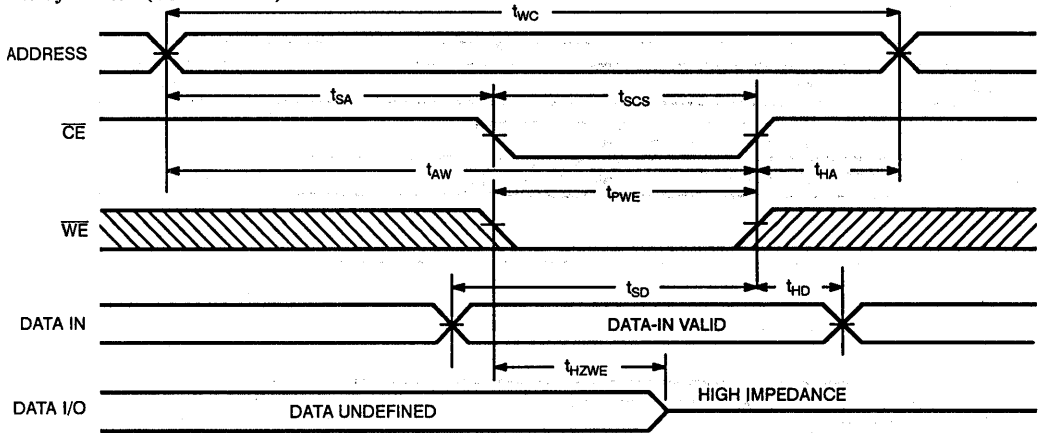 tWC
ADDRESS
tSA
tSCS
CE
tAW
tHA
tPWE
WE
tSD
tHD
DATA IN
DATA-IN VALID
tHZWE
HIGH IMPEDANCE
DATA I/O
DATA UNDEFINED